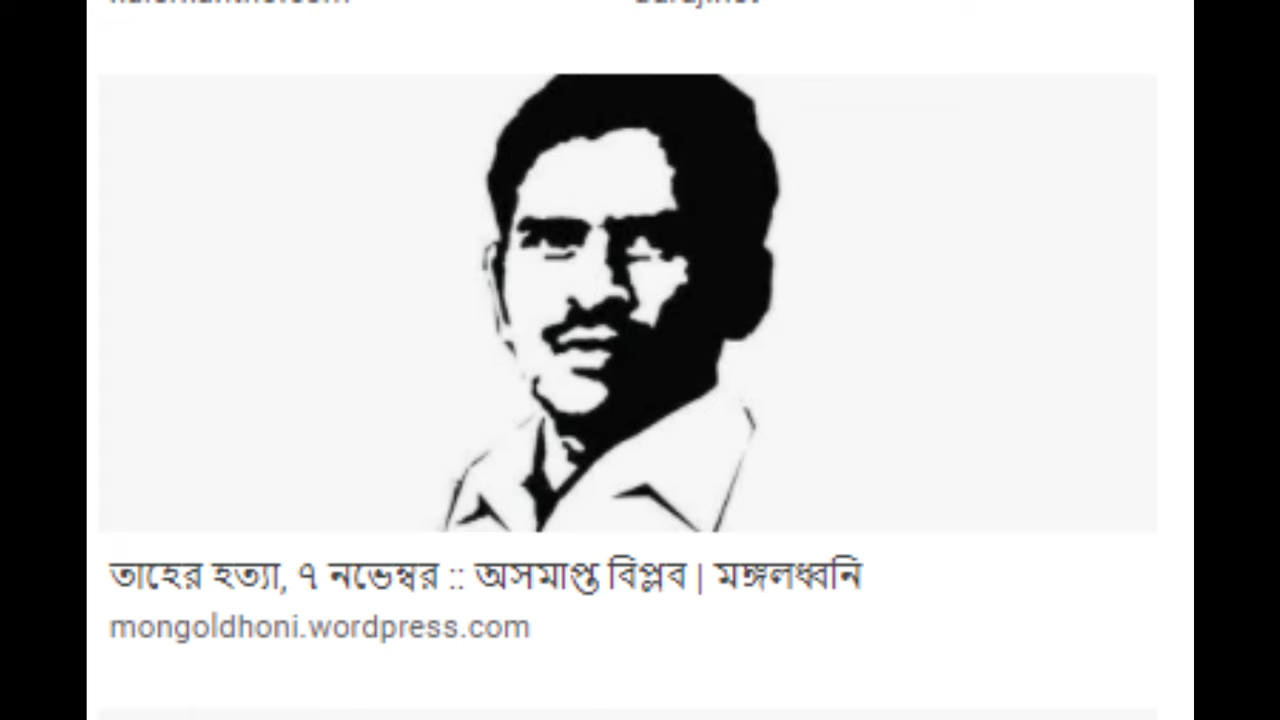 তাহের হত্যা, ৭ নভেম্বর :: অসমাপ্ত বিপ্লব | মঙ্গলধ্বনি
mongoldhoni.wordpress.com